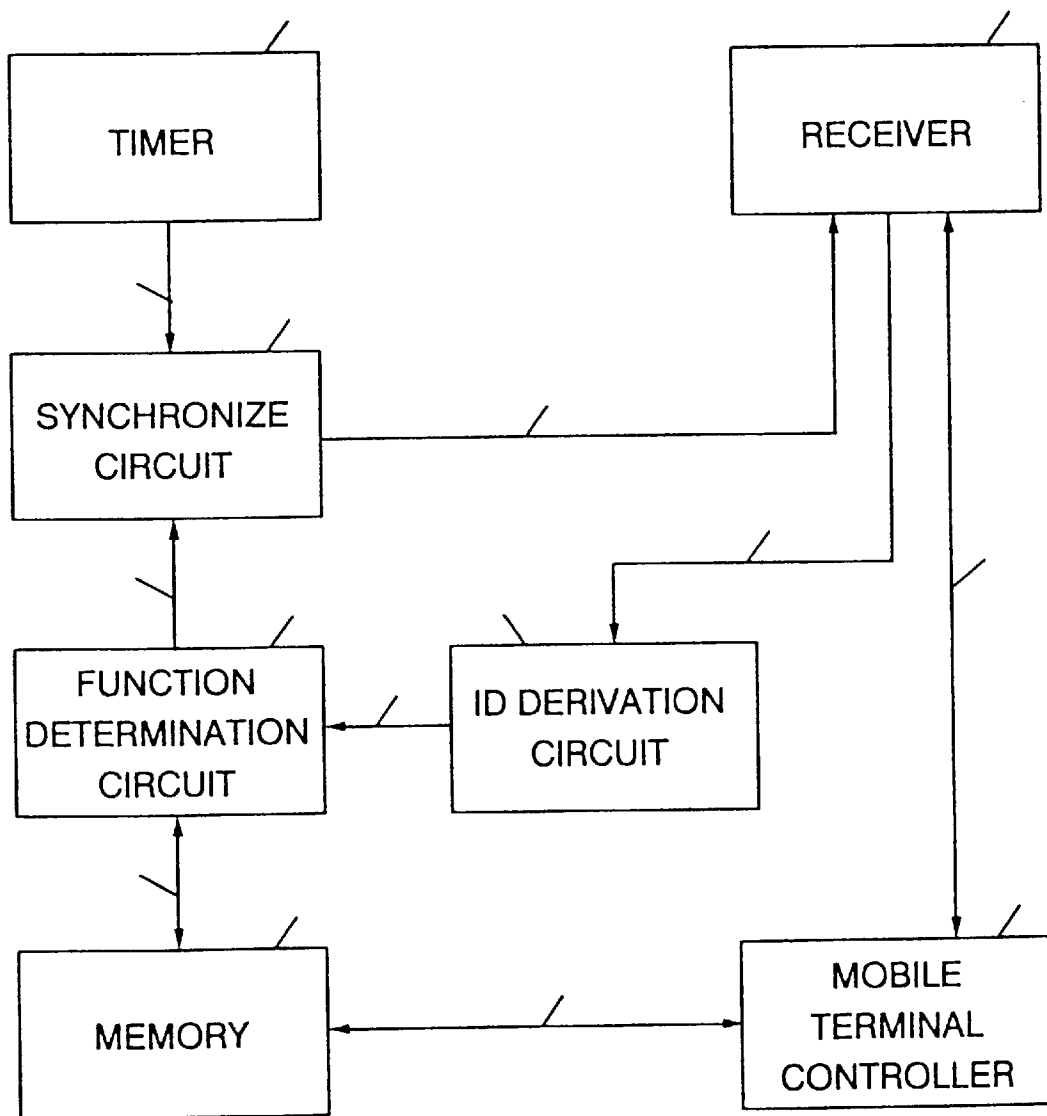 TIMER
RECEIVER
SYNCHRONIZE
CIRCUIT
FUNCTION
DETERMINATION
CIRCUIT
ID DERIVATION
CIRCUIT
MEMORY
MOBILE
TERMINAL
CONTROLLER